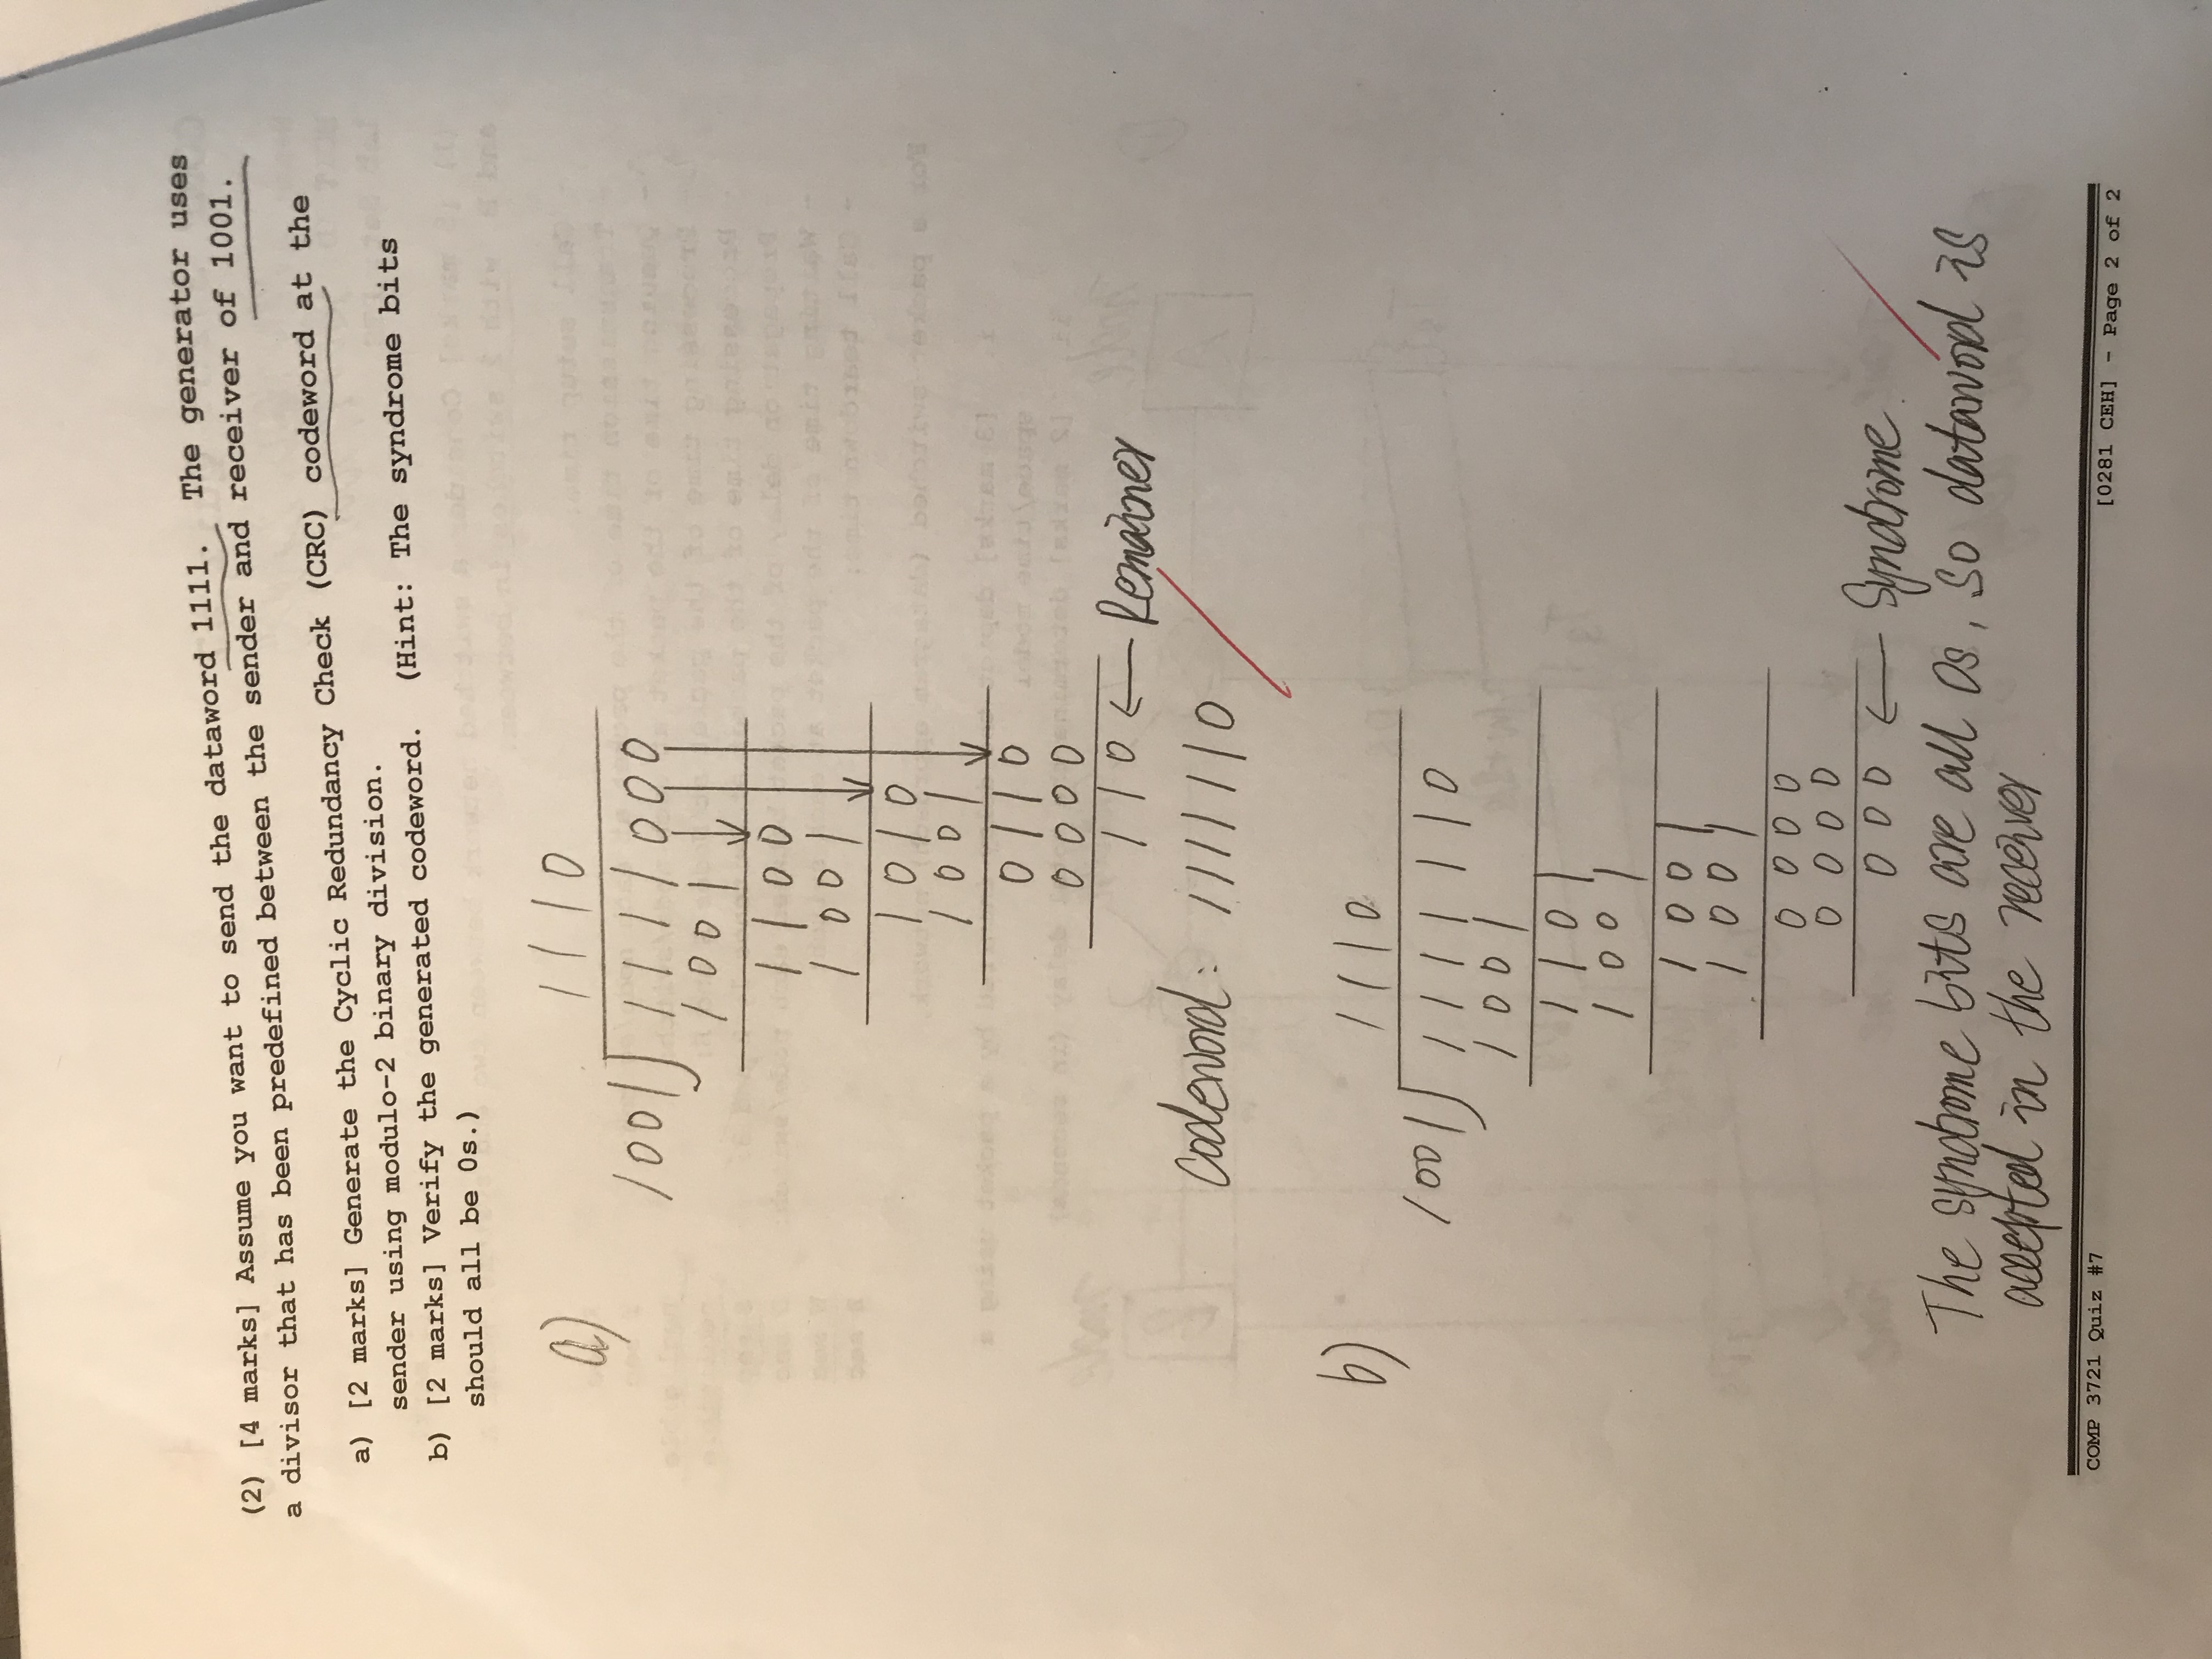 (2) [4 marks] Assume you want to send the dataword 1111. The generator uses
a divisor that has been predefined between the sender and receiver of 1001.
a) [2 marks] Generate the Cyclic Redundancy Check (CRC) codeword at the
sender using modulo-2 binary division.
b) [2 marks] Verify the generated codeword. (Hint: The syndrome bits
should all be 0s.)
a)
1110
1001 1111000
1001
1100
1001
1010
1001
0110
0000
110 ← Remainer
Codeword: 1111110
b)
1110
1001 1111110
1001
1101
1001
1001
1001
0000
0000
000 ← Syndrome
The syndrome bits are all 0s, so dataword is
accepted in the receiver
COMP 3721 Quiz #7
[0281 CEH] - Page 2 of 2